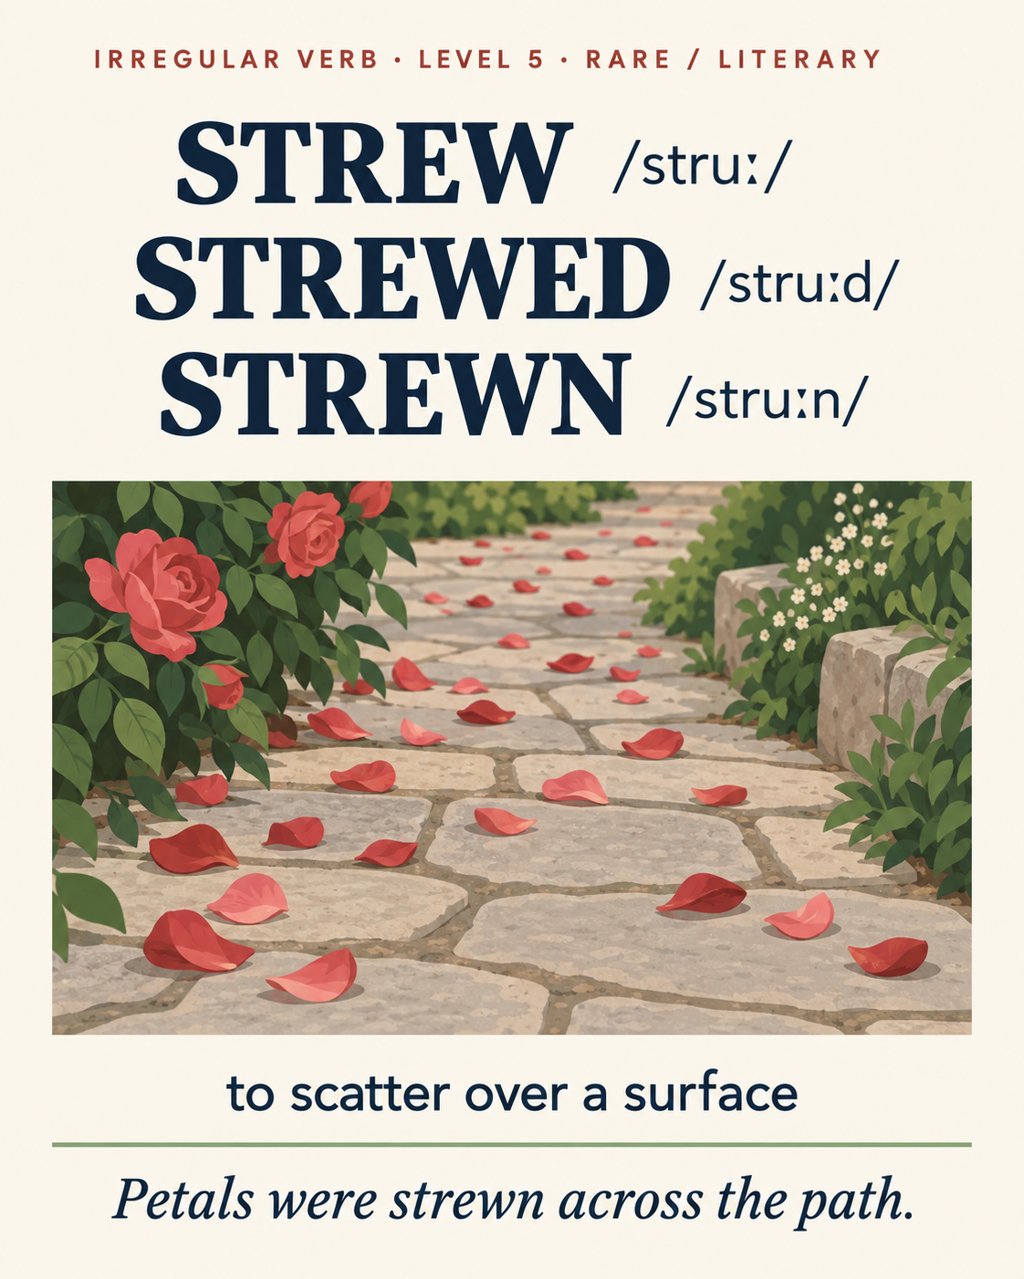 IRREGULAR VERB · LEVEL 5 · RARE / LITERARY
STREW /struː/
STREWED /struːd/
STREWN /struːn/
to scatter over a surface
Petals were strewn across the path.